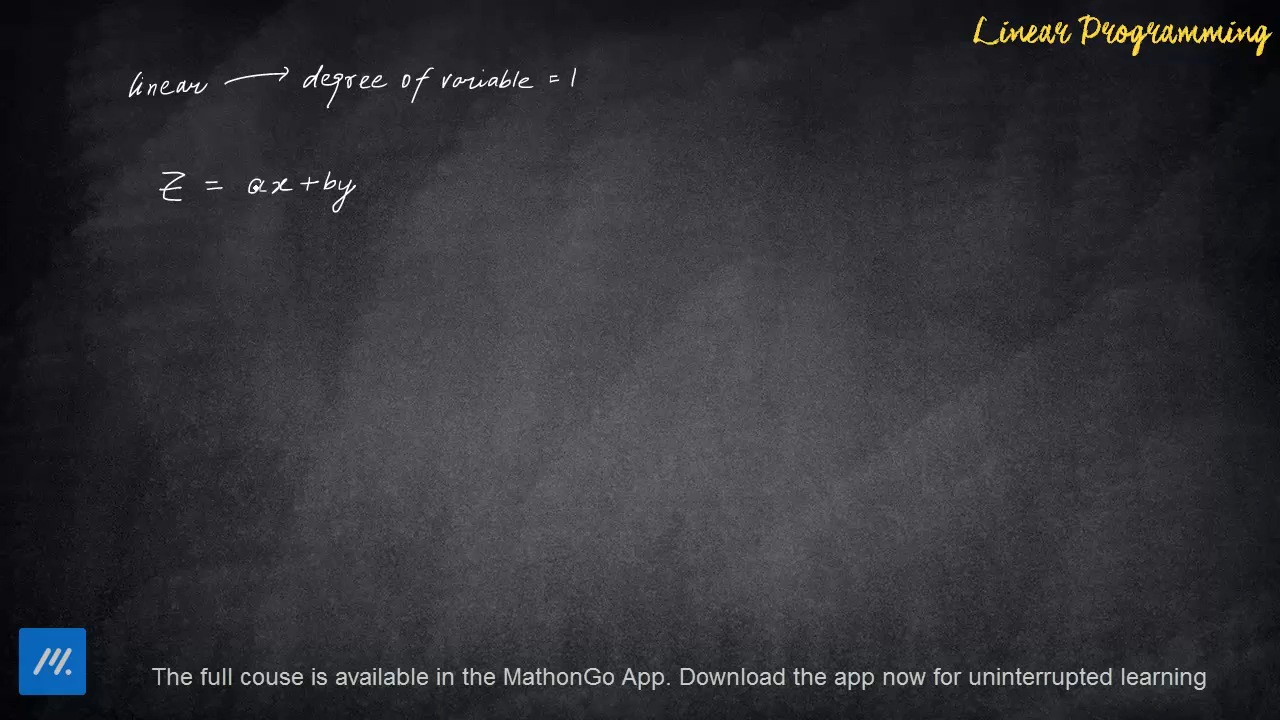 Linear Programming
linear → degree of variable = 1
Z = ax + by
The full couse is available in the MathonGo App. Download the app now for uninterrupted learning